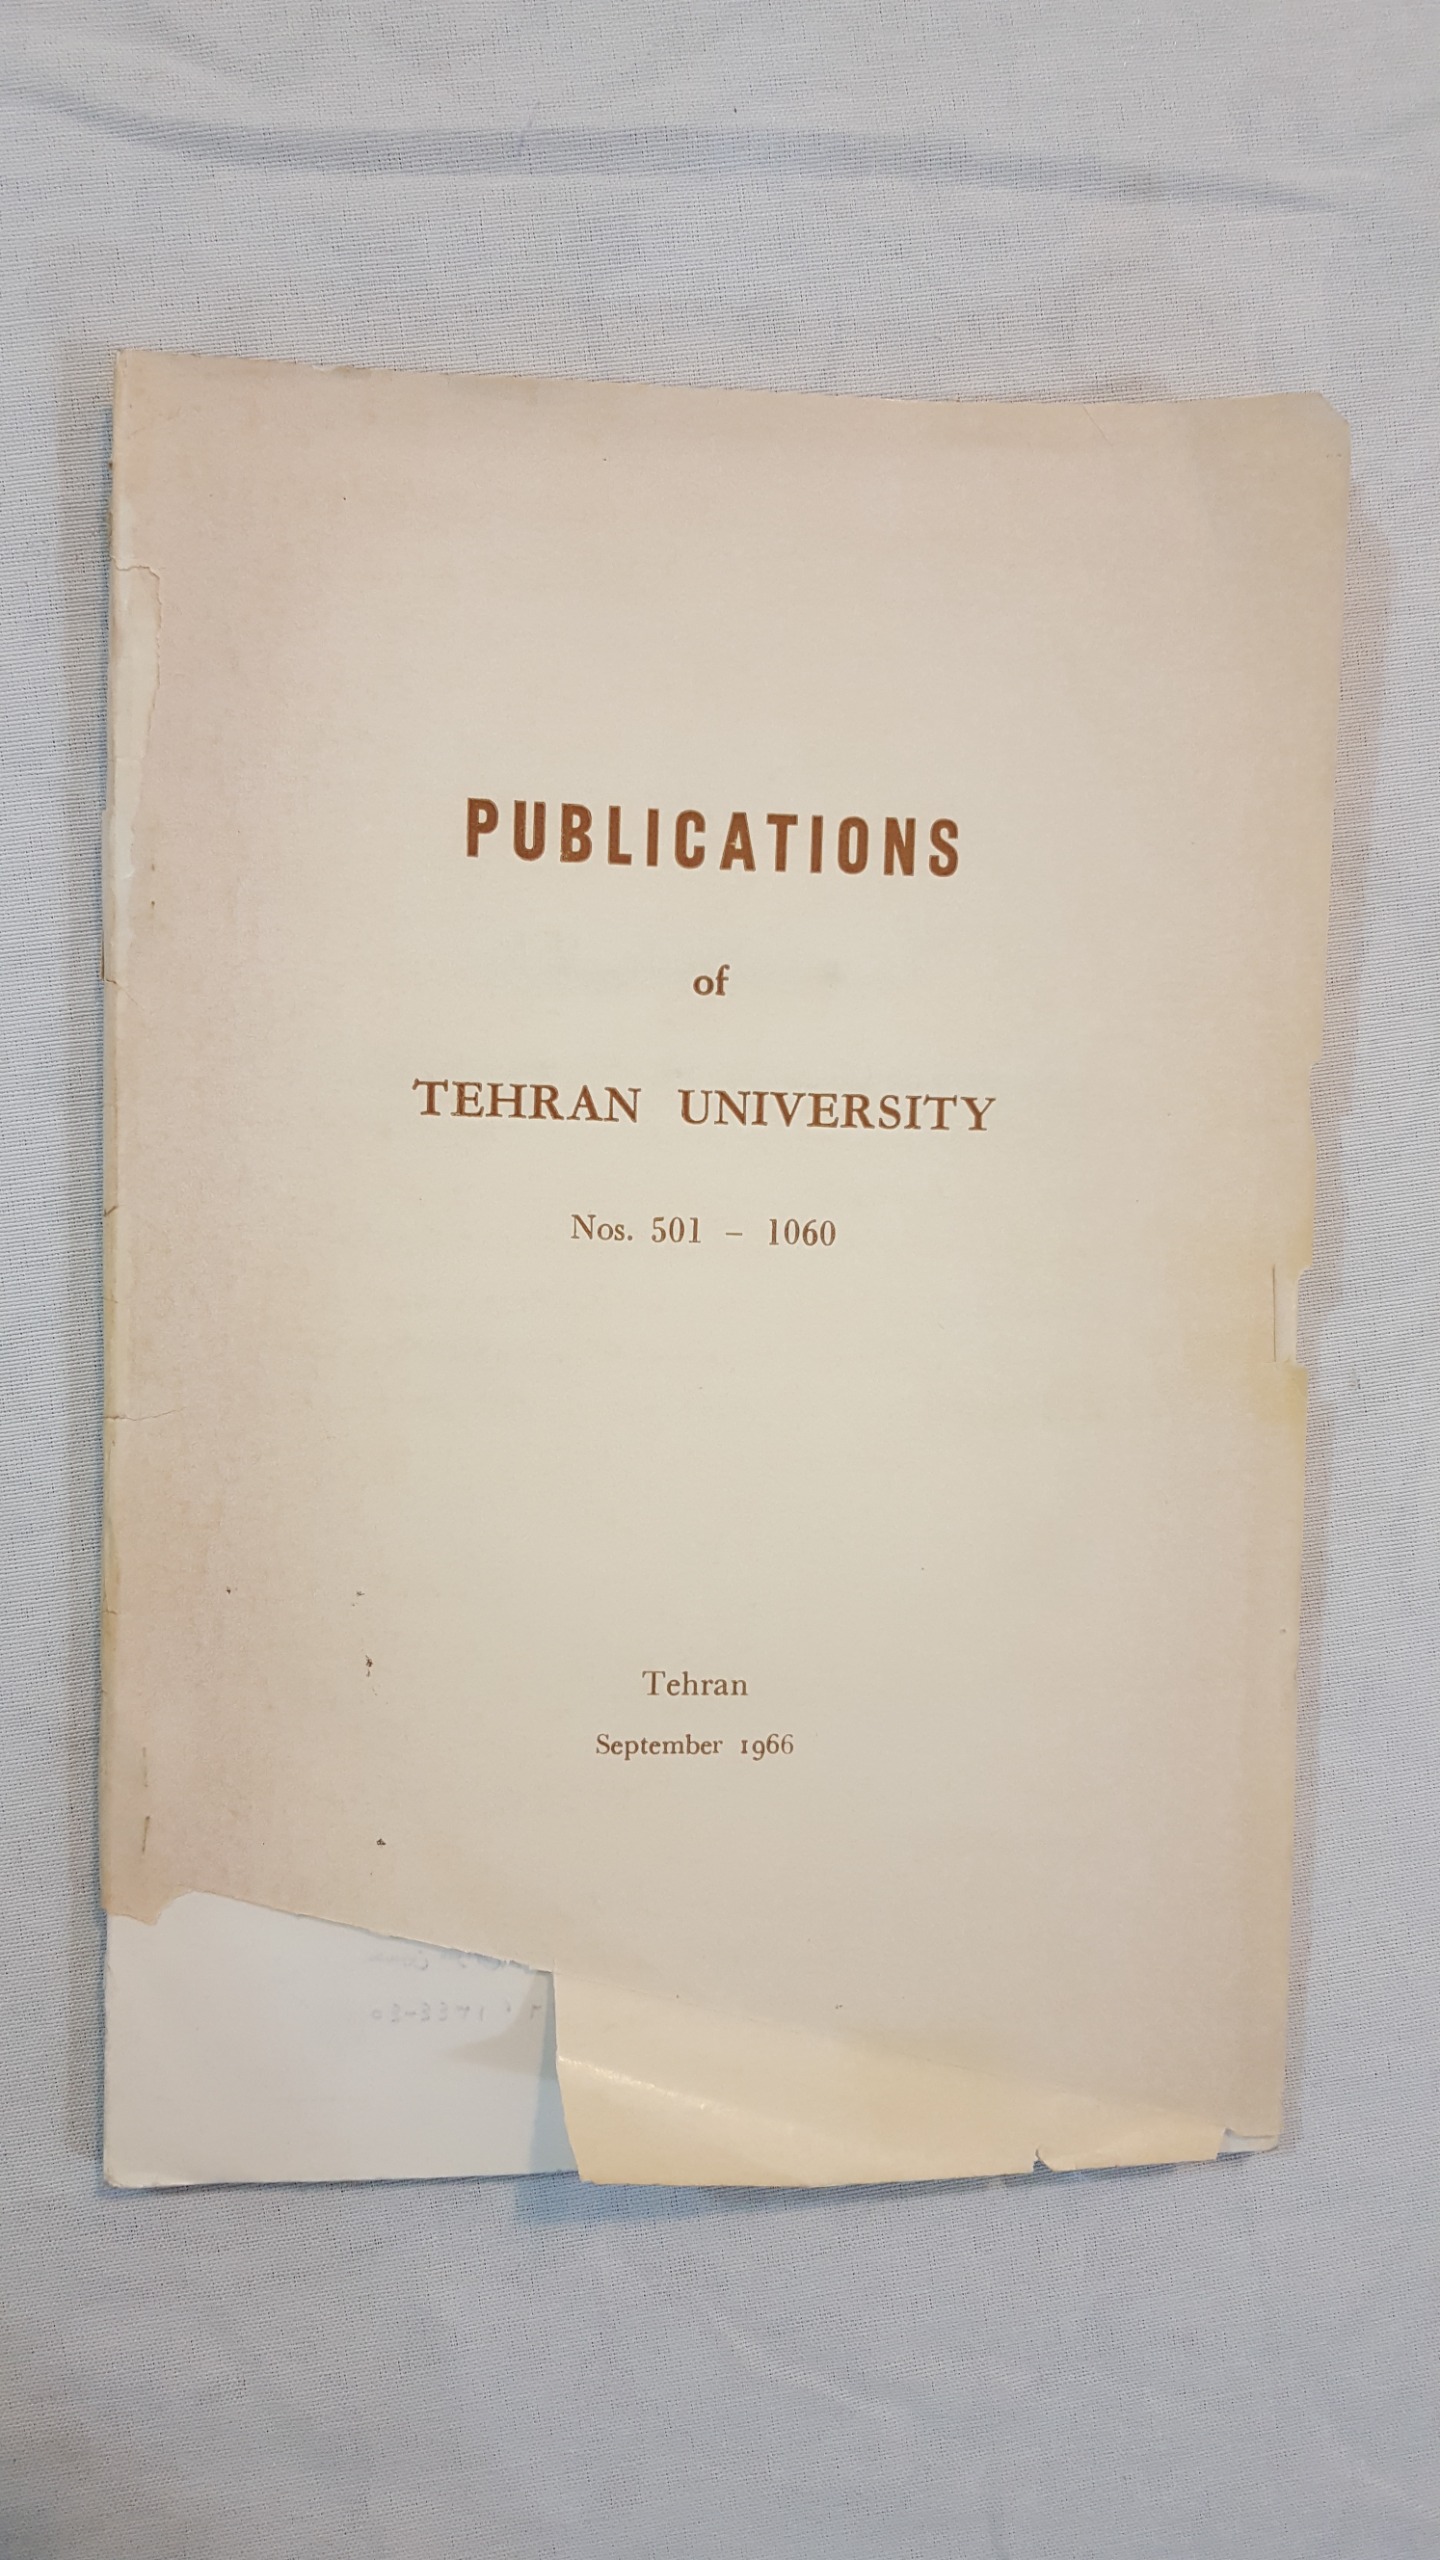 PUBLICATIONS
of
TEHRAN UNIVERSITY
Nos. 501 – 1060
Tehran
September 1966